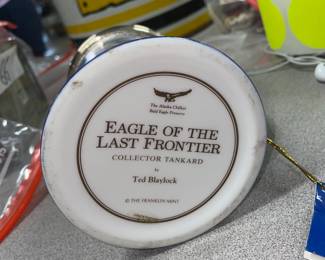 The Alaska Chilkat
Bald Eagle Preserve
EAGLE OF THE
LAST FRONTIER
COLLECTOR TANKARD
by
Ted Blaylock
© THE FRANKLIN MINT